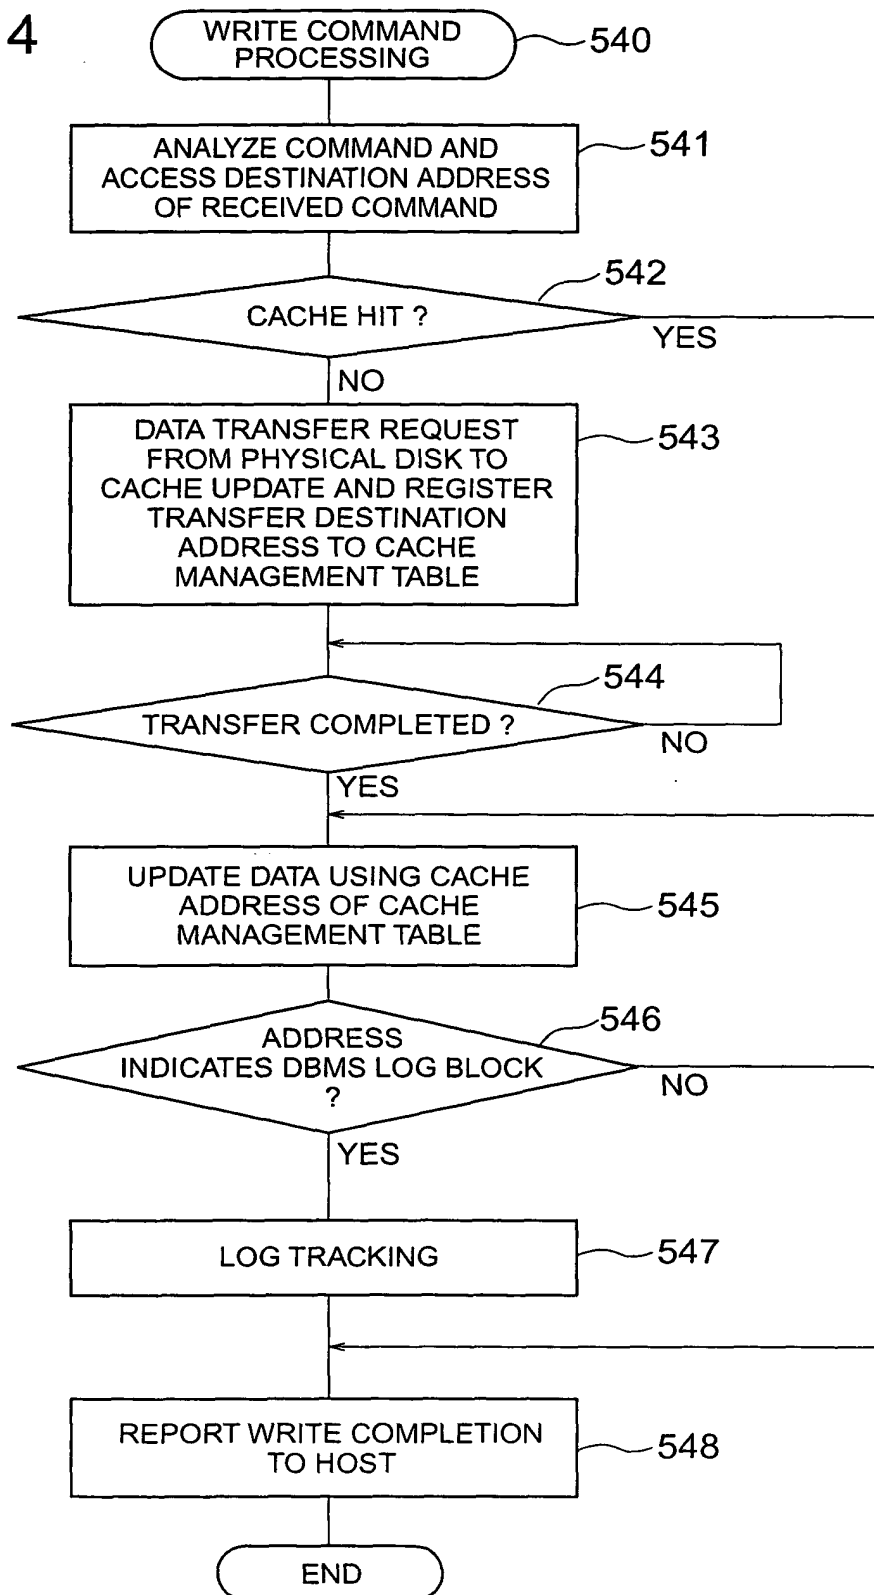 4
WRITE COMMAND
PROCESSING
540
ANALYZE COMMAND AND
ACCESS DESTINATION ADDRESS
OF RECEIVED COMMAND
541
542
CACHE HIT ?
YES
NO
DATA TRANSFER REQUEST
FROM PHYSICAL DISK TO
CACHE UPDATE AND REGISTER
TRANSFER DESTINATION
ADDRESS TO CACHE
MANAGEMENT TABLE
543
544
TRANSFER COMPLETED ?
NO
YES
UPDATE DATA USING CACHE
ADDRESS OF CACHE
MANAGEMENT TABLE
545
546
ADDRESS
INDICATES DBMS LOG BLOCK
?
NO
YES
LOG TRACKING
547
REPORT WRITE COMPLETION
TO HOST
548
END